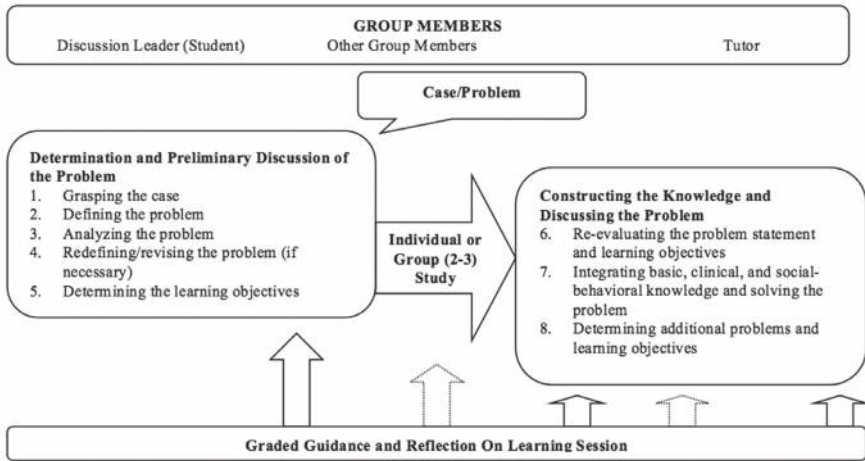 GROUP MEMBERS
Discussion Leader (Student) Other Group Members Tutor
Case/Problem
Determination and Preliminary Discussion of
the Problem
1. Grasping the case
2. Defining the problem
3. Analyzing the problem
4. Redefining/revising the problem (if
necessary)
5. Determining the learning objectives
Individual or
Group (2-3)
Study
Constructing the Knowledge and
Discussing the Problem
6. Re-evaluating the problem statement
and learning objectives
7. Integrating basic, clinical, and social-
behavioral knowledge and solving the
problem
8. Determining additional problems and
learning objectives
Graded Guidance and Reflection On Learning Session